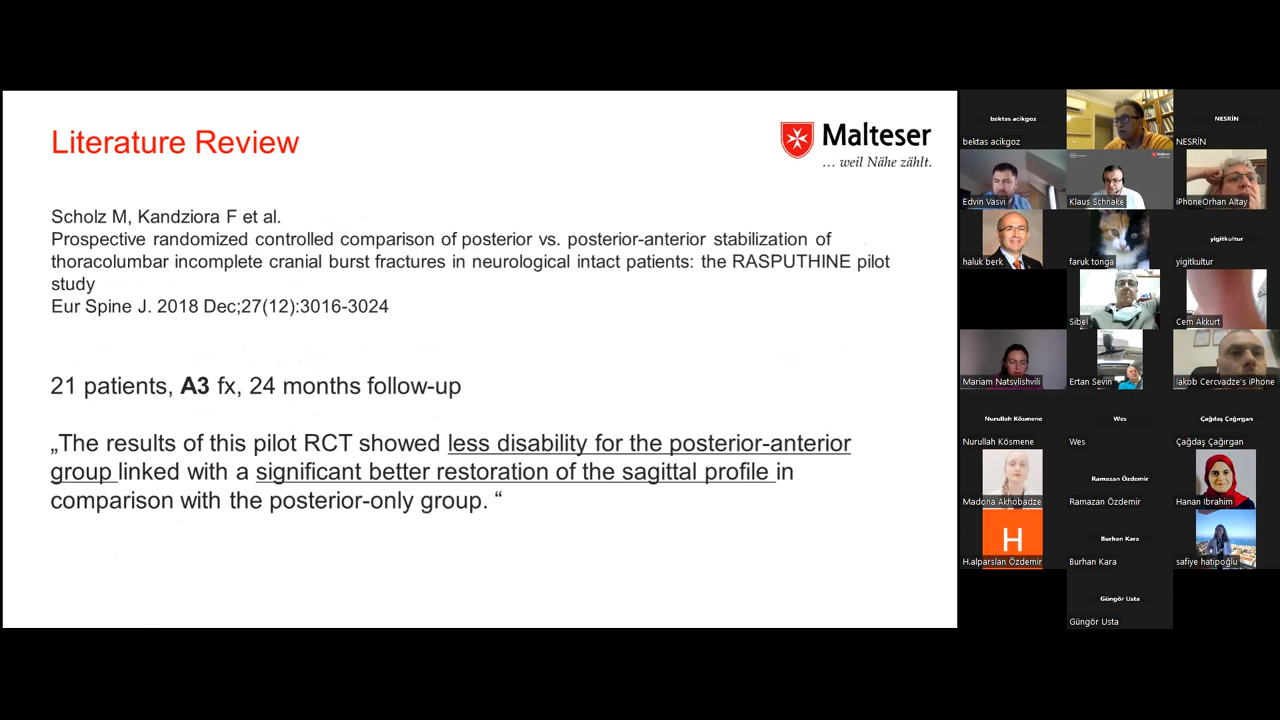 Literature Review
Malteser
... weil Nähe zählt.
Scholz M, Kandziora F et al.
Prospective randomized controlled comparison of posterior vs. posterior-anterior stabilization of
thoracolumbar incomplete cranial burst fractures in neurological intact patients: the RASPUTHINE pilot
study
Eur Spine J. 2018 Dec;27(12):3016-3024
21 patients, A3 fx, 24 months follow-up
„The results of this pilot RCT showed less disability for the posterior-anterior
group linked with a significant better restoration of the sagittal profile in
comparison with the posterior-only group. “
bektas acikgoz
bektas acikgoz
NESRİN
NESRİN
Edvin Vasvi
Malteser
Klaus Schnake
iPhoneOrhan Altay
haluk berk
faruk tonga
yigitkultur
yigitkultur
Sibel
Cem Akkurt
Mariam Natsvlishvili
Ertan Sevin
Iakob Cercvadze's iPhone
Nurullah Kösmene
Nurullah Kösmene
Wes
Wes
Çağdaş Çağırgan
Çağdaş Çağırgan
Madona Akhobadze
Ramazan Özdemir
Ramazan Özdemir
Hanan Ibrahim
H
H.alparslan Özdemir
Burhan Kara
Burhan Kara
safiye hatipoğlu
Güngör Usta
Güngör Usta